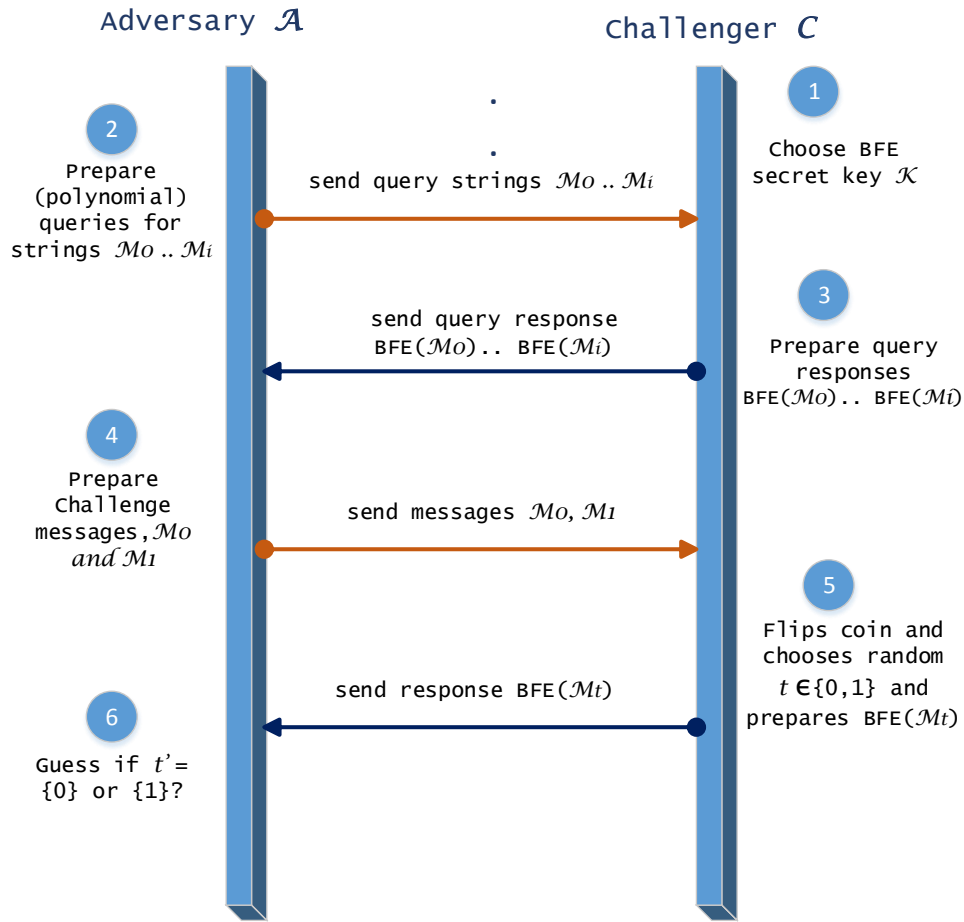 Adversary 𝒜
Challenger C
1
Choose BFE
secret key 𝒦
2
Prepare
(polynomial)
queries for
strings ℳ0 .. ℳi
send query strings ℳ0 .. ℳi
3
Prepare query
responses
BFE(ℳ0).. BFE(ℳi)
send query response
BFE(ℳ0).. BFE(ℳi)
4
Prepare
Challenge
messages,ℳ0
and ℳ1
send messages ℳ0, ℳ1
5
Flips coin and
chooses random
t ∈{0,1} and
prepares BFE(ℳt)
send response BFE(ℳt)
6
Guess if t’=
{0} or {1}?